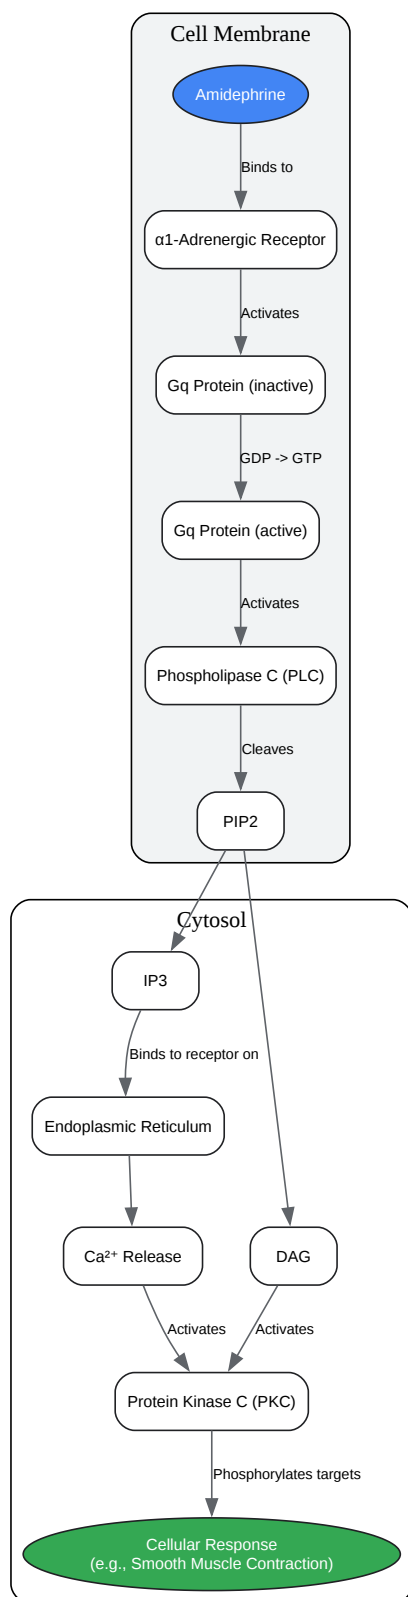 Cell Membrane
Amidephrine
Binds to
α1-Adrenergic Receptor
Activates
Gq Protein (inactive)
GDP -> GTP
Gq Protein (active)
Activates
Phospholipase C (PLC)
Cleaves
PIP2
Cytosol
IP3
Binds to receptor on
Endoplasmic Reticulum
Ca²⁺ Release
DAG
Activates
Activates
Protein Kinase C (PKC)
Phosphorylates targets
Cellular Response
(e.g., Smooth Muscle Contraction)